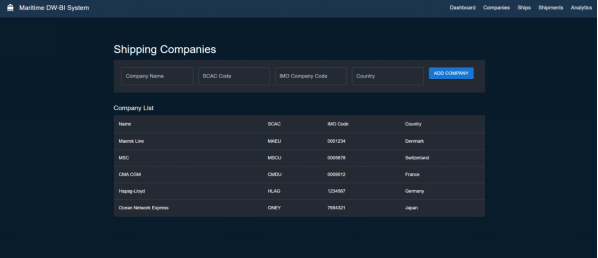 Maritime DW-BI System Dashboard Companies Ships Shipments Analytics
Shipping Companies
Company Name SCAC Code IMO Company Code Country ADD COMPANY
Company List
Name SCAC IMO Code Country
Maersk Line MAEU 0001234 Denmark
MSC MSCU 0005678 Switzerland
CMA CGM CMDU 0009012 France
Hapag-Lloyd HLAG 1234567 Germany
Ocean Network Express ONEY 7654321 Japan